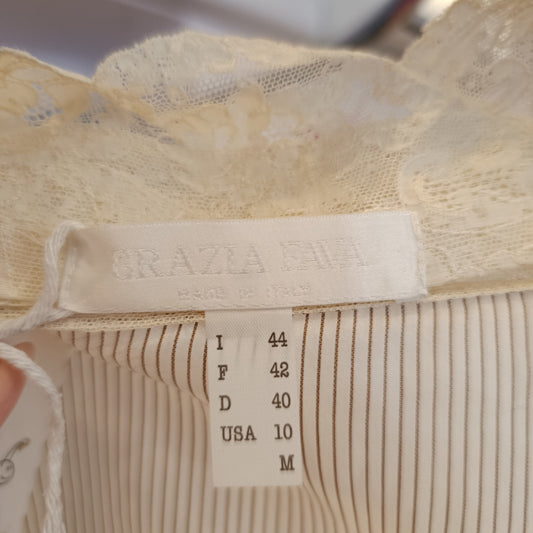 GRAZIA FAVA
MADE IN ITALY
I 44
F 42
D 40
USA 10
M